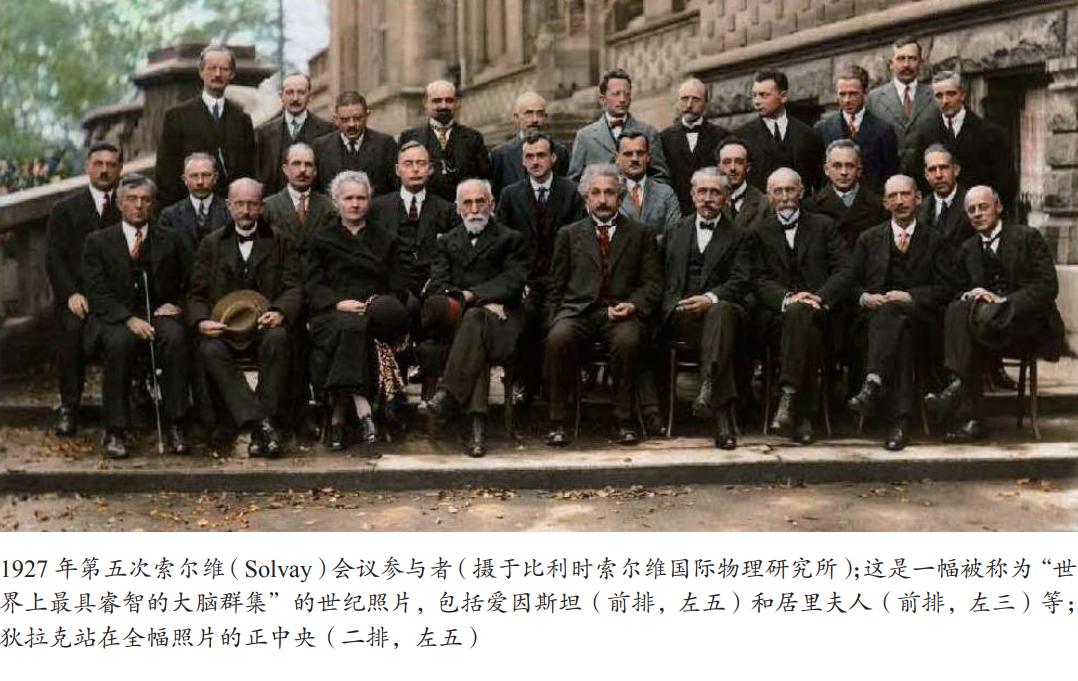 1927 年第五次索尔维（Solvay）会议参与者（摄于比利时索尔维国际物理研究所）；这是一幅被称为“世
界上最具睿智的大脑群集”的世纪照片，包括爱因斯坦（前排，左五）和居里夫人（前排，左三）等；
狄拉克站在全幅照片的正中央（二排，左五）